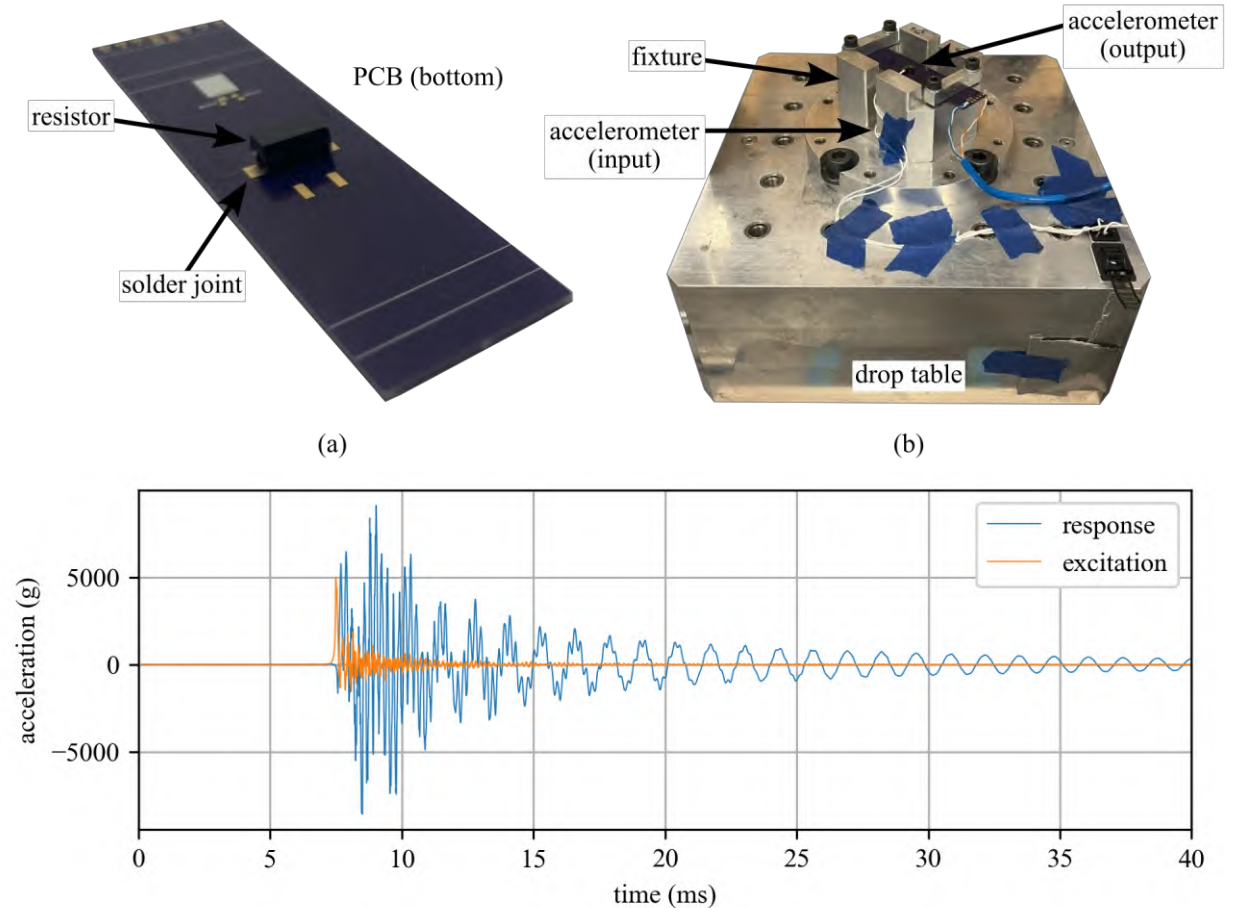 PCB (bottom)
resistor
solder joint
(a)
accelerometer
(output)
fixture
accelerometer
(input)
drop table
(b)
acceleration (g)
5000
0
−5000
response
excitation
0
5
10
15
20
25
30
35
40
time (ms)